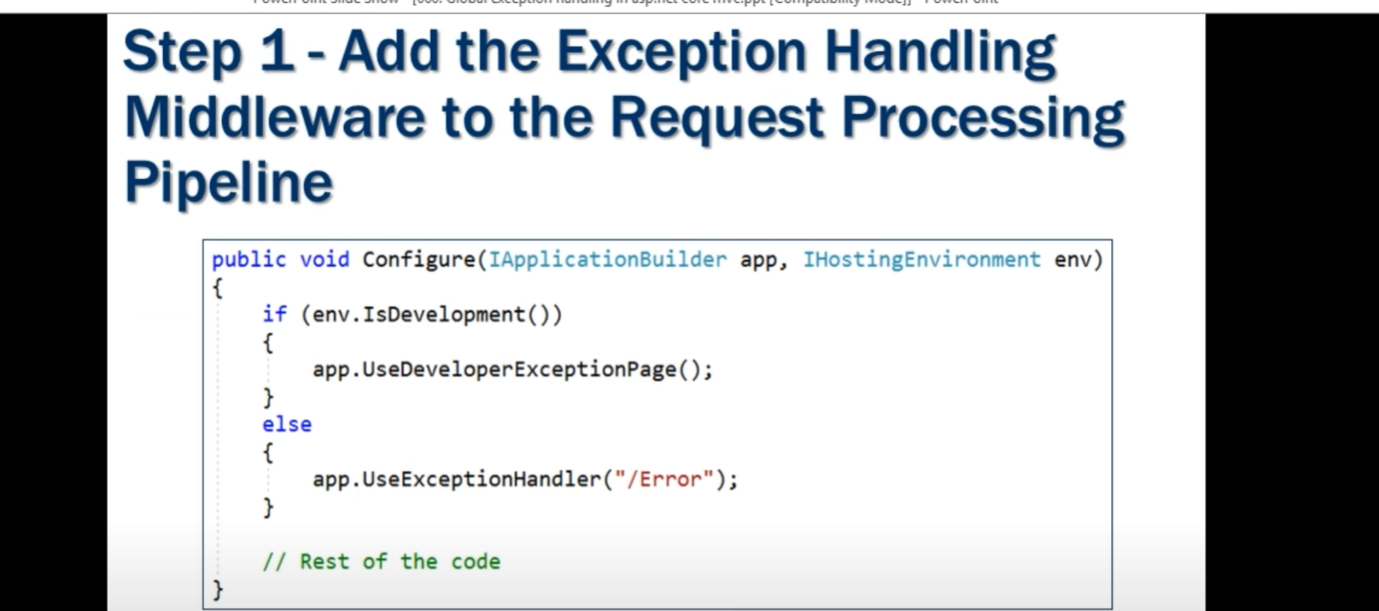 PowerPoint Slide Show - [Global exception handling in asp.net core mvc.ppt [Compatibility Mode]] - PowerPoint
Step 1 - Add the Exception Handling
Middleware to the Request Processing
Pipeline
public void Configure(IApplicationBuilder app, IHostingEnvironment env)
{
if (env.IsDevelopment())
{
app.UseDeveloperExceptionPage();
}
else
{
app.UseExceptionHandler("/Error");
}
// Rest of the code
}